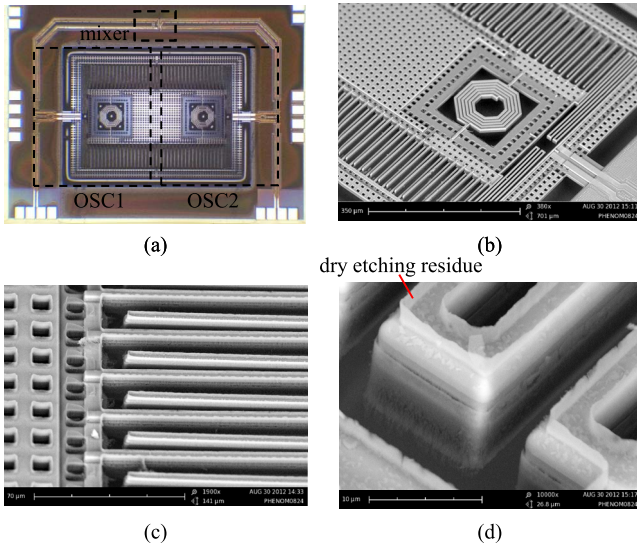 mixer
OSC1
OSC2
(a)
350 µm
380x
AUG 30 2012 15:11
701 µm
PHENOM0824
(b)
dry etching residue
70 µm
1900x
AUG 30 2012 14:33
141 µm
PHENOM0824
(c)
10 µm
10000x
AUG 30 2012 15:17
26.8 µm
PHENOM0824
(d)